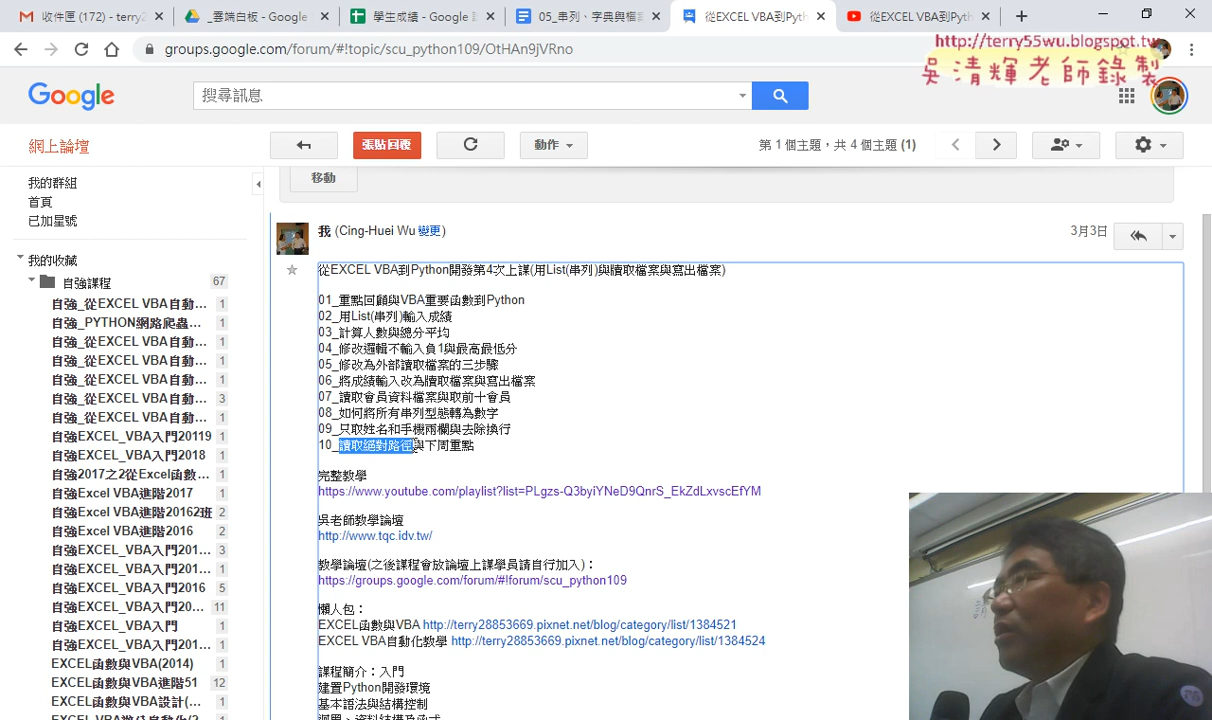 收件匣 (172) - terry2
_雲端白板 - Google
學生成績 - Google
05_串列、字典與檔
從EXCEL VBA到Pyth
從EXCEL VBA到Pyth
groups.google.com/forum/#!topic/scu_python109/OtHAn9jVRno
http://terry55wu.blogspot.tw
吳清輝老師錄製
Google
搜尋訊息
網上論壇
張貼回覆
動作
第 1 個主題，共 4 個主題 (1)
我的群組
首頁
已加星號
我的收藏
自強課程 67
自強_從EXCEL VBA自動... 1
自強_PYTHON網路爬蟲... 1
自強_從EXCEL VBA自動... 1
自強_從EXCEL VBA自動... 1
自強_從EXCEL VBA自動... 1
自強_從EXCEL VBA自動... 3
自強_從EXCEL VBA自動... 1
自強EXCEL_VBA入門20119 1
自強EXCEL_VBA入門2018 1
自強2017之2從Excel函數... 1
自強Excel VBA進階2017 1
自強Excel VBA進階20162班 2
自強Excel VBA進階2016 2
自強EXCEL_VBA入門201... 3
自強EXCEL_VBA入門201... 1
自強EXCEL_VBA入門2016 5
自強EXCEL_VBA入門20... 11
自強EXCEL_VBA入門 1
自強EXCEL_VBA入門201... 1
EXCEL函數與VBA(2014) 1
EXCEL函數與VBA進階51 12
EXCEL函數與VBA設計(... 1
移動
我 (Cing-Huei Wu 變更)
3月3日
從EXCEL VBA到Python開發第4次上課(用List(串列)與讀取檔案與寫出檔案)
01_重點回顧與VBA重要函數到Python
02_用List(串列)輸入成績
03_計算人數與總分平均
04_修改邏輯不輸入負1與最高最低分
05_修改為外部讀取檔案的三步驟
06_將成績輸入改為讀取檔案與寫出檔案
07_讀取會員資料檔案與取前十會員
08_如何將所有串列型態轉為數字
09_只取姓名和手機兩欄與去除換行
10_讀取絕對路徑與下周重點
完整教學
https://www.youtube.com/playlist?list=PLgzs-Q3byiYNeD9QnrS_EkZdLxvscEfYM
吳老師教學論壇
http://www.tqc.idv.tw/
教學論壇(之後課程會放論壇上課學員請自行加入)：
https://groups.google.com/forum/#!forum/scu_python109
懶人包：
EXCEL函數與VBA http://terry28853669.pixnet.net/blog/category/list/1384521
EXCEL VBA自動化教學 http://terry28853669.pixnet.net/blog/category/list/1384524
課程簡介：入門
建置Python開發環境
基本語法與結構控制